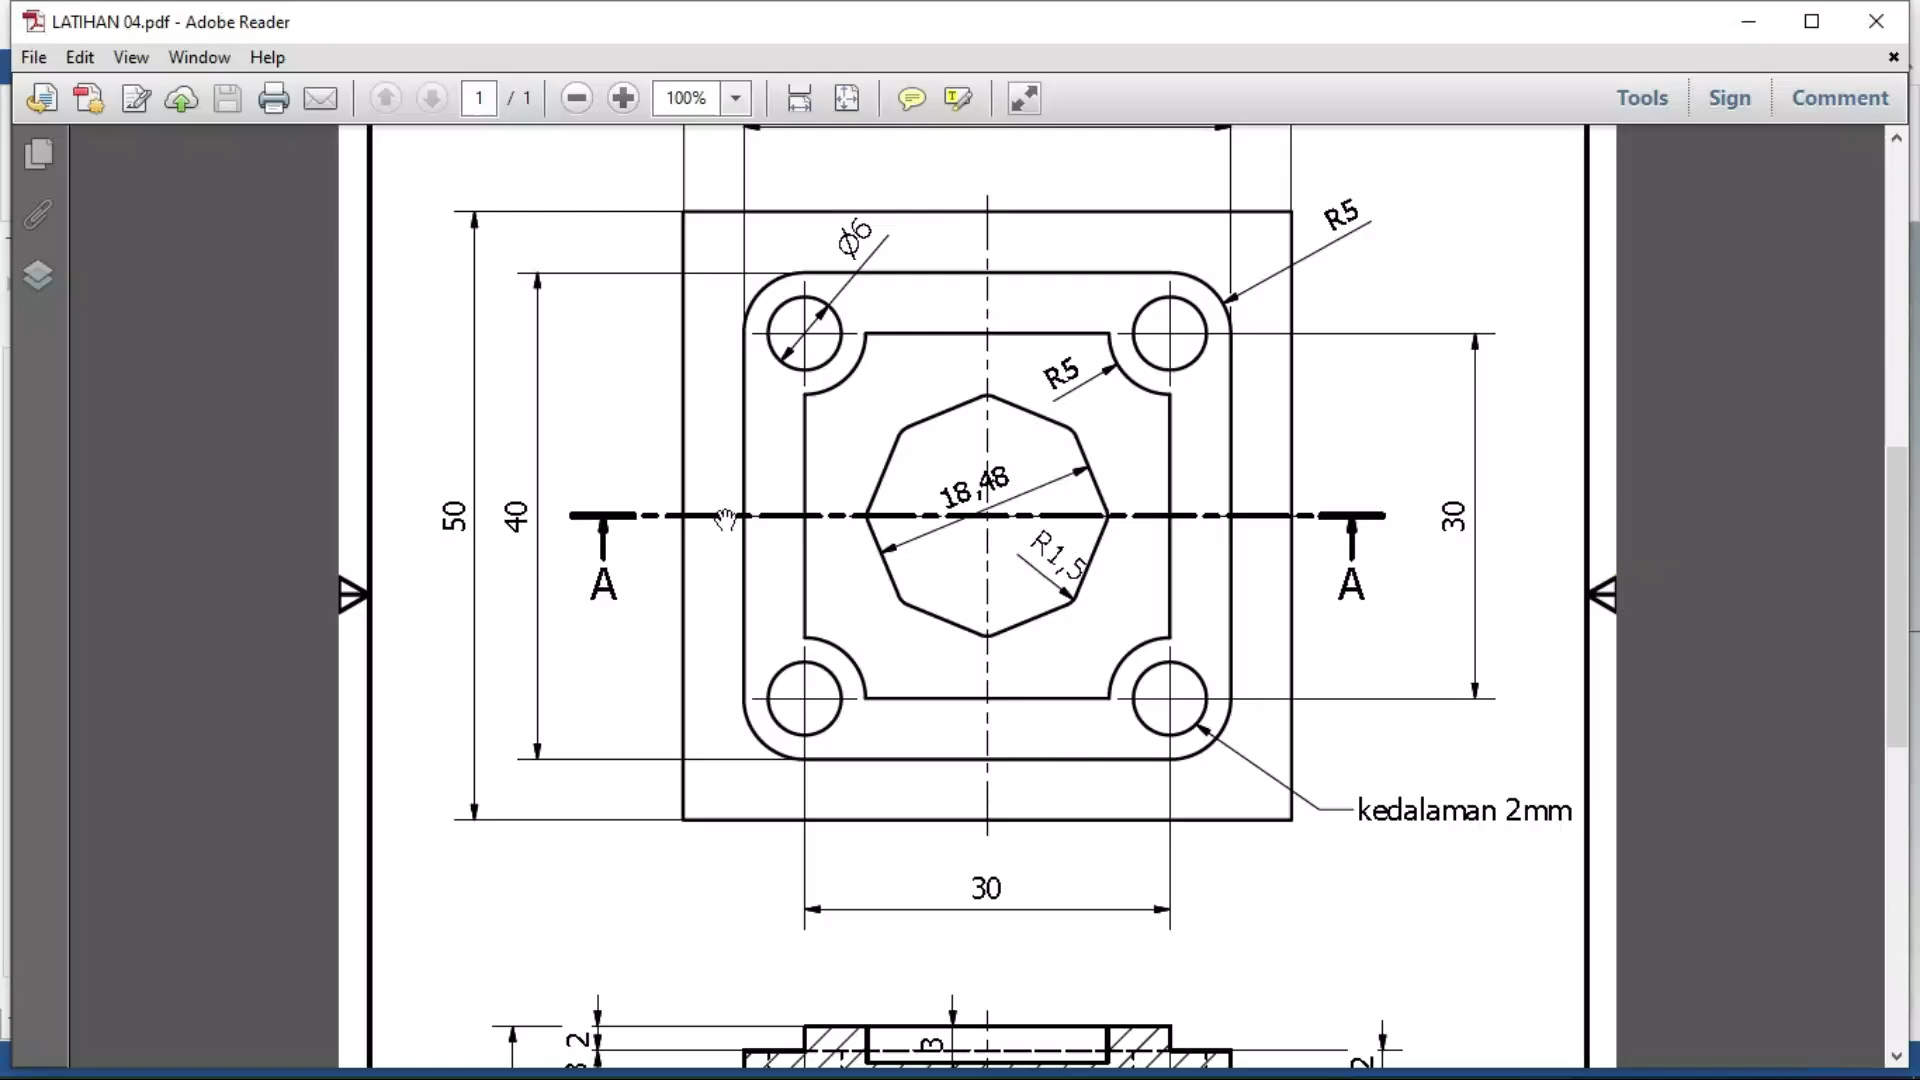 LATIHAN 04.pdf - Adobe Reader
File Edit View Window Help
1 / 1 100% Tools Sign Comment
R5
Ø6
R5
18,48
50
40
30
R1,5
A A
kedalaman 2mm
30
2
3